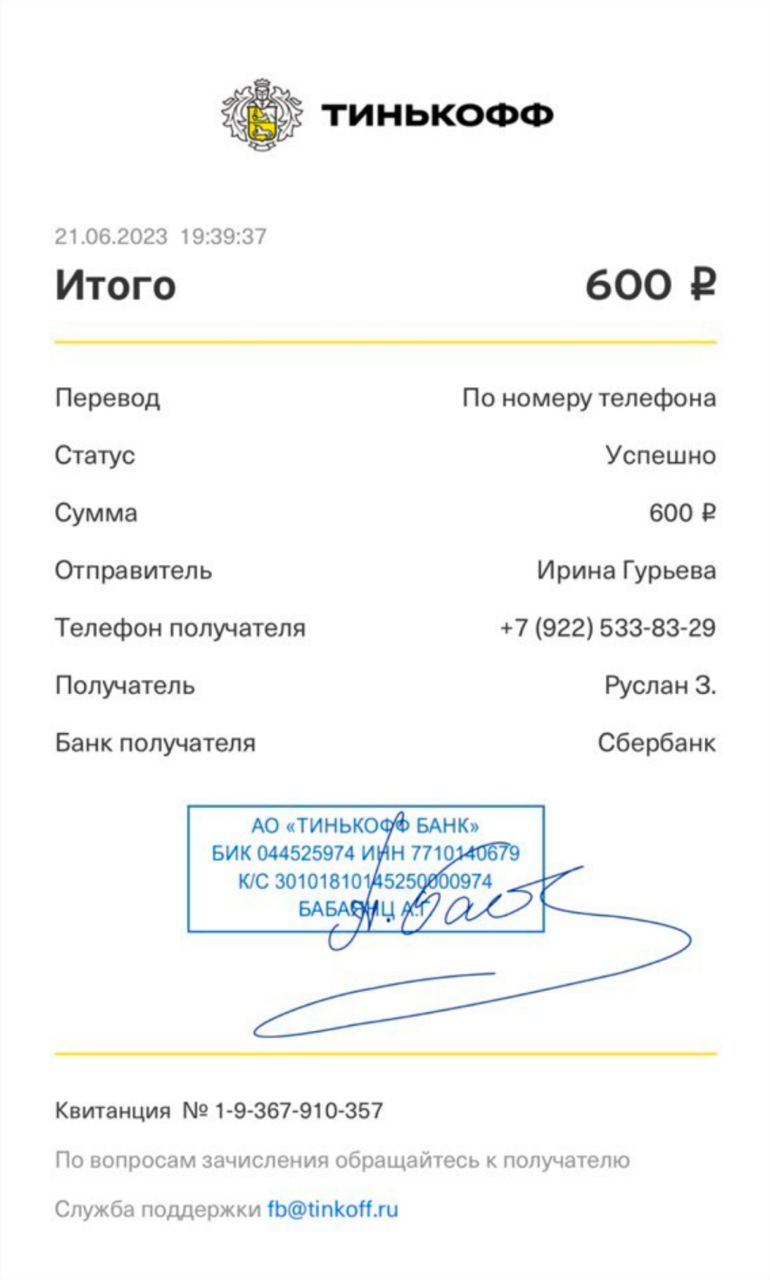 ТИНЬКОФФ
21.06.2023 19:39:37
Итого 600 ₽
Перевод По номеру телефона
Статус Успешно
Сумма 600 ₽
Отправитель Ирина Гурьева
Телефон получателя +7 (922) 533-83-29
Получатель Руслан З.
Банк получателя Сбербанк
АО «ТИНЬКОФФ БАНК»
БИК 044525974 ИНН 7710140679
К/С 30101810145250000974
БАБАЯНЦ А.Г
Квитанция № 1-9-367-910-357
По вопросам зачисления обращайтесь к получателю
Служба поддержки fb@tinkoff.ru